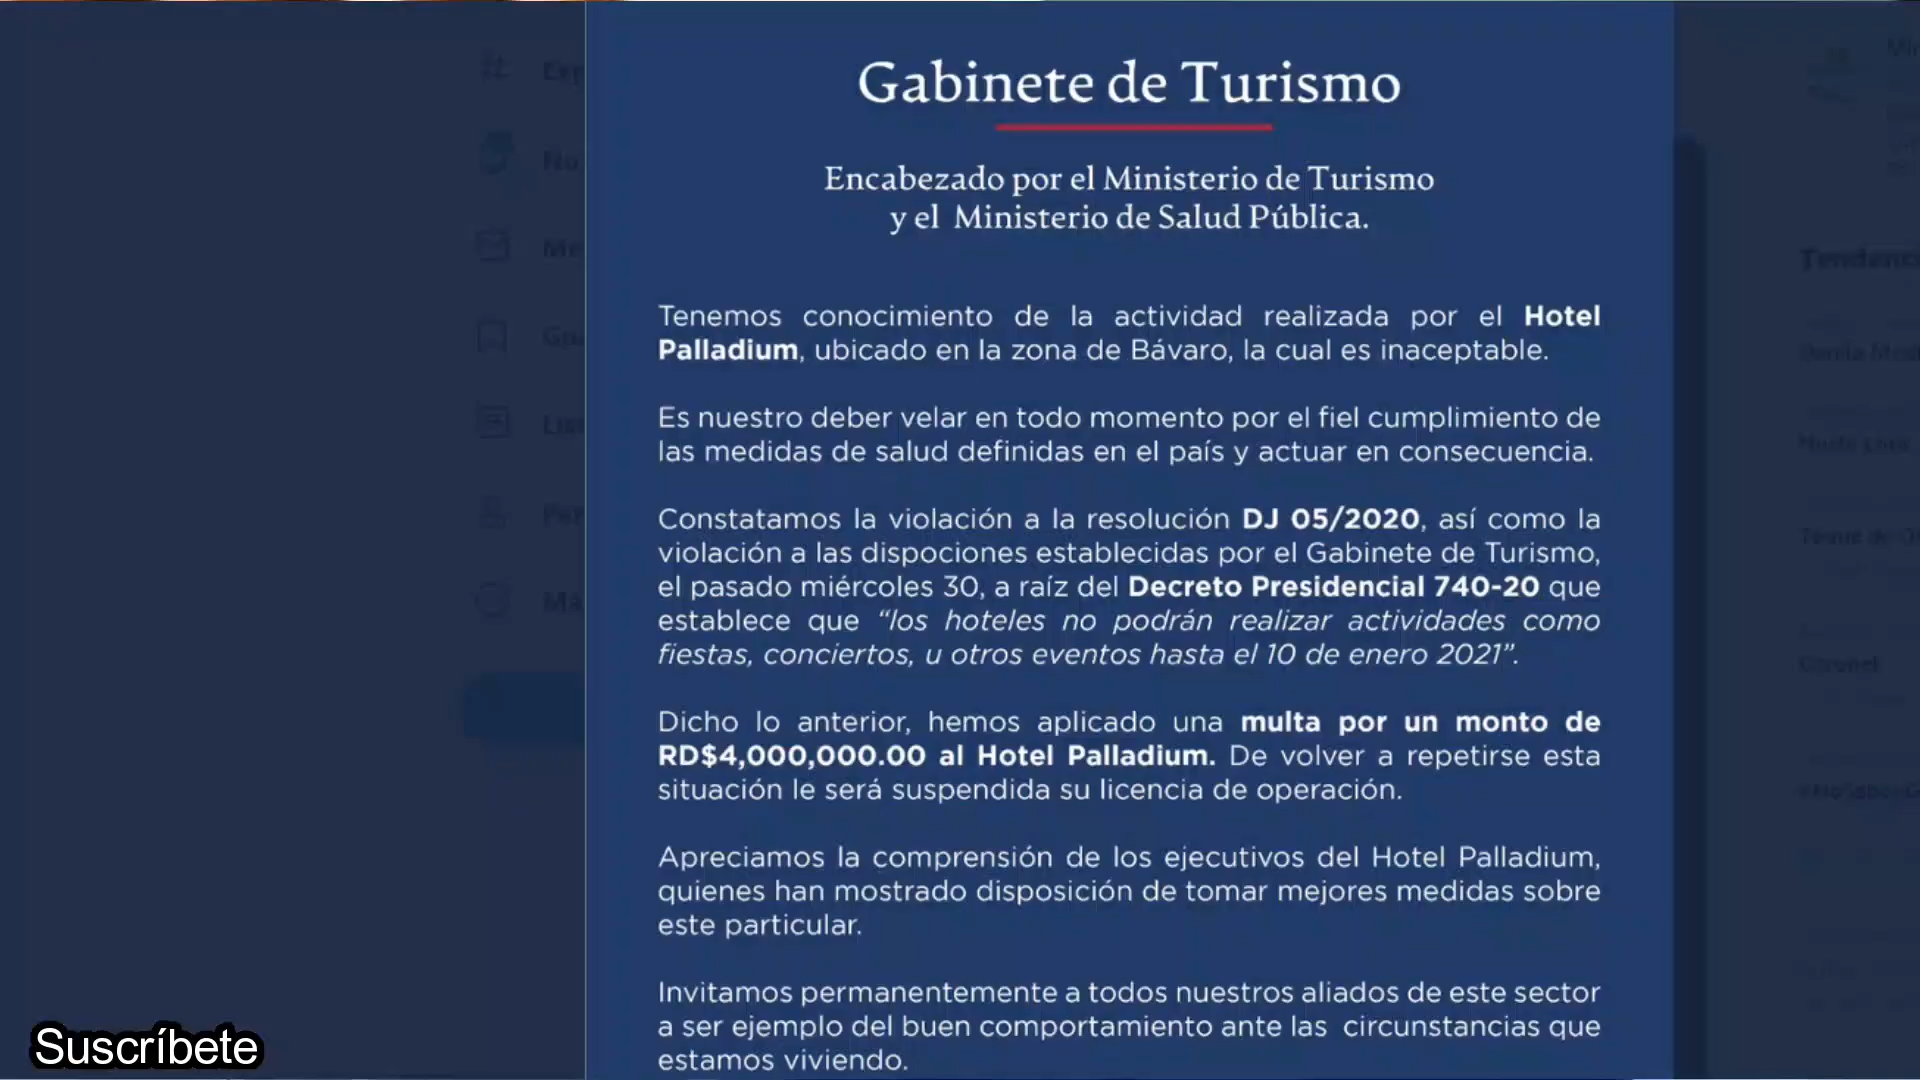 Gabinete de Turismo
Encabezado por el Ministerio de Turismo
y el Ministerio de Salud Pública.
Tenemos conocimiento de la actividad realizada por el Hotel
Palladium, ubicado en la zona de Bávaro, la cual es inaceptable.
Es nuestro deber velar en todo momento por el fiel cumplimiento de
las medidas de salud definidas en el país y actuar en consecuencia.
Constatamos la violación a la resolución DJ 05/2020, así como la
violación a las dispociones establecidas por el Gabinete de Turismo,
el pasado miércoles 30, a raíz del Decreto Presidencial 740-20 que
establece que “los hoteles no podrán realizar actividades como
fiestas, conciertos, u otros eventos hasta el 10 de enero 2021”.
Dicho lo anterior, hemos aplicado una multa por un monto de
RD$4,000,000.00 al Hotel Palladium. De volver a repetirse esta
situación le será suspendida su licencia de operación.
Apreciamos la comprensión de los ejecutivos del Hotel Palladium,
quienes han mostrado disposición de tomar mejores medidas sobre
este particular.
Invitamos permanentemente a todos nuestros aliados de este sector
a ser ejemplo del buen comportamiento ante las circunstancias que
estamos viviendo.
Suscríbete